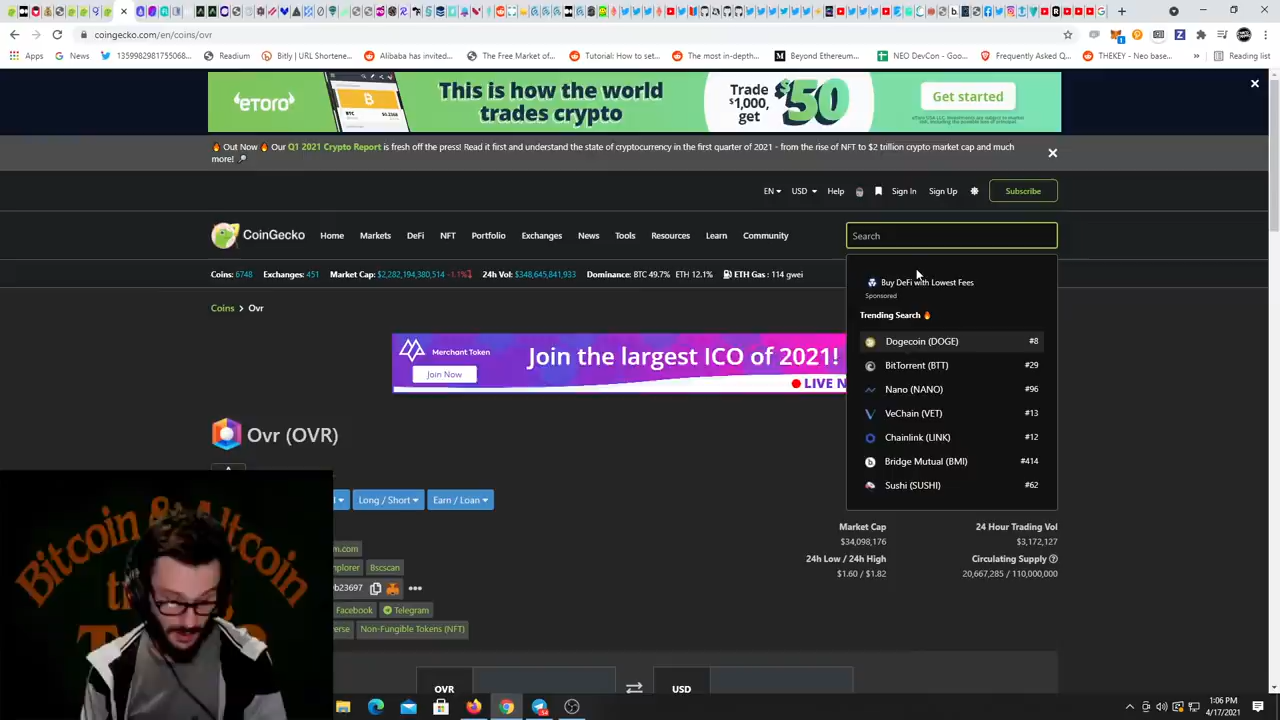 coingecko.com/en/coins/ovr
Apps
News
1359982981755068...
Readium
Bitly | URL Shortene...
Alibaba has invited...
The Free Market of...
Tutorial: How to set...
The most in-depth...
Beyond Ethereum...
NEO DevCon - Goo...
Frequently Asked Q...
THEKEY – Neo base...
»
Reading list
eTORO
This is how the world
trades crypto
Trade
$1,000,
get
$50
Get started
Out Now
Our Q1 2021 Crypto Report is fresh off the press! Read it first and understand the state of cryptocurrency in the first quarter of 2021 - from the rise of NFT to $2 trillion crypto market cap and much
more!
EN
USD
Help
Sign In
Sign Up
Subscribe
CoinGecko
Home
Markets
DeFi
NFT
Portfolio
Exchanges
News
Tools
Resources
Learn
Community
Search
Coins: 6748
Exchanges: 451
Market Cap: $2,282,194,380,514 -1.1%
24h Vol: $348,645,841,933
Dominance: BTC 49.7% ETH 12.1%
ETH Gas: 114 gwei
Buy DeFi with Lowest Fees
Sponsored
Trending Search
Dogecoin (DOGE) #8
BitTorrent (BTT) #29
Nano (NANO) #96
VeChain (VET) #13
Chainlink (LINK) #12
Bridge Mutual (BMI) #414
Sushi (SUSHI) #62
Coins > Ovr
Merchant Token
Join Now
Join the largest ICO of 2021!
LIVE N
Ovr (OVR)
Long / Short
Earn / Loan
Market Cap
$34,098,176
24 Hour Trading Vol
$3,172,127
24h Low / 24h High
$1.60 / $1.82
Circulating Supply
20,667,285 / 110,000,000
m.com
xplorer
Bscscan
b23697
Facebook
Telegram
verse
Non-Fungible Tokens (NFT)
OVR
USD
Bitcoin & Altcoin
1:06 PM
4/17/2021